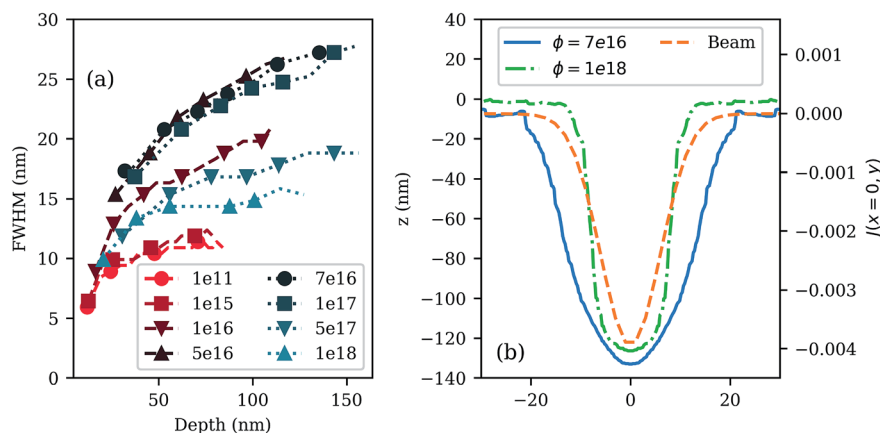 30
25
20
15
10
5
0
FWHM (nm)
(a)
1e11
1e15
1e16
5e16
7e16
1e17
5e17
1e18
50
100
150
Depth (nm)
40
20
0
−20
−40
−60
−80
−100
−120
−140
z (nm)
ϕ = 7e16
ϕ = 1e18
Beam
(b)
−20
0
20
0.001
0.000
−0.001
−0.002
−0.003
−0.004
J(x = 0, y)